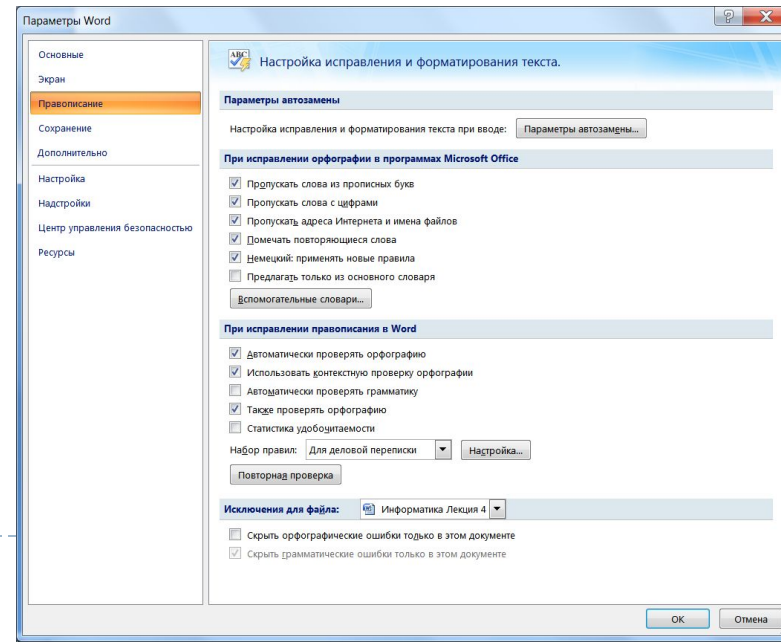 Параметры Word
Основные
Экран
Правописание
Сохранение
Дополнительно
Настройка
Надстройки
Центр управления безопасностью
Ресурсы
ABC
Настройка исправления и форматирования текста.
Параметры автозамены
Настройка исправления и форматирования текста при вводе: Параметры автозамены...
При исправлении орфографии в программах Microsoft Office
Пропускать слова из прописных букв
Пропускать слова с цифрами
Пропускать адреса Интернета и имена файлов
Помечать повторяющиеся слова
Немецкий: применять новые правила
Предлагать только из основного словаря
Вспомогательные словари...
При исправлении правописания в Word
Автоматически проверять орфографию
Использовать контекстную проверку орфографии
Автоматически проверять грамматику
Также проверять орфографию
Статистика удобочитаемости
Набор правил: Для деловой переписки Настройка...
Повторная проверка
Исключения для файла: Информатика Лекция 4
Скрыть орфографические ошибки только в этом документе
Скрыть грамматические ошибки только в этом документе
ОК Отмена